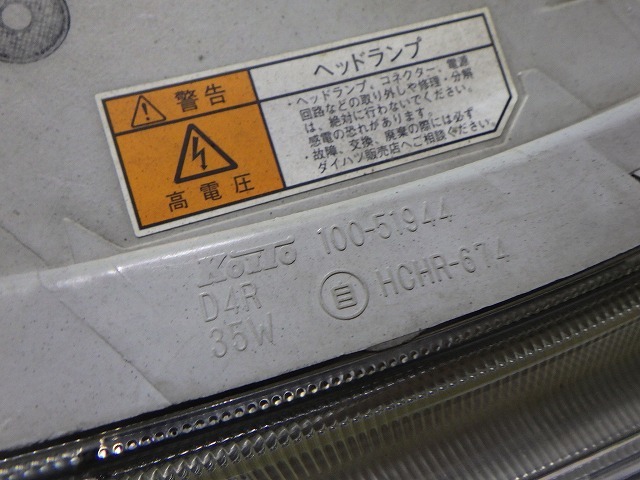 警告
高電圧
ヘッドランプ
・ヘッドランプ、コネクター、電源
回路などの取り外しや修理・分解
は、絶対に行わないでください。
感電の恐れがあります。
・故障、交換、廃棄の際には必ず
ダイハツ販売店へご相談ください。
KOITO 100-51944
D4R 自 HCHR-674
35W